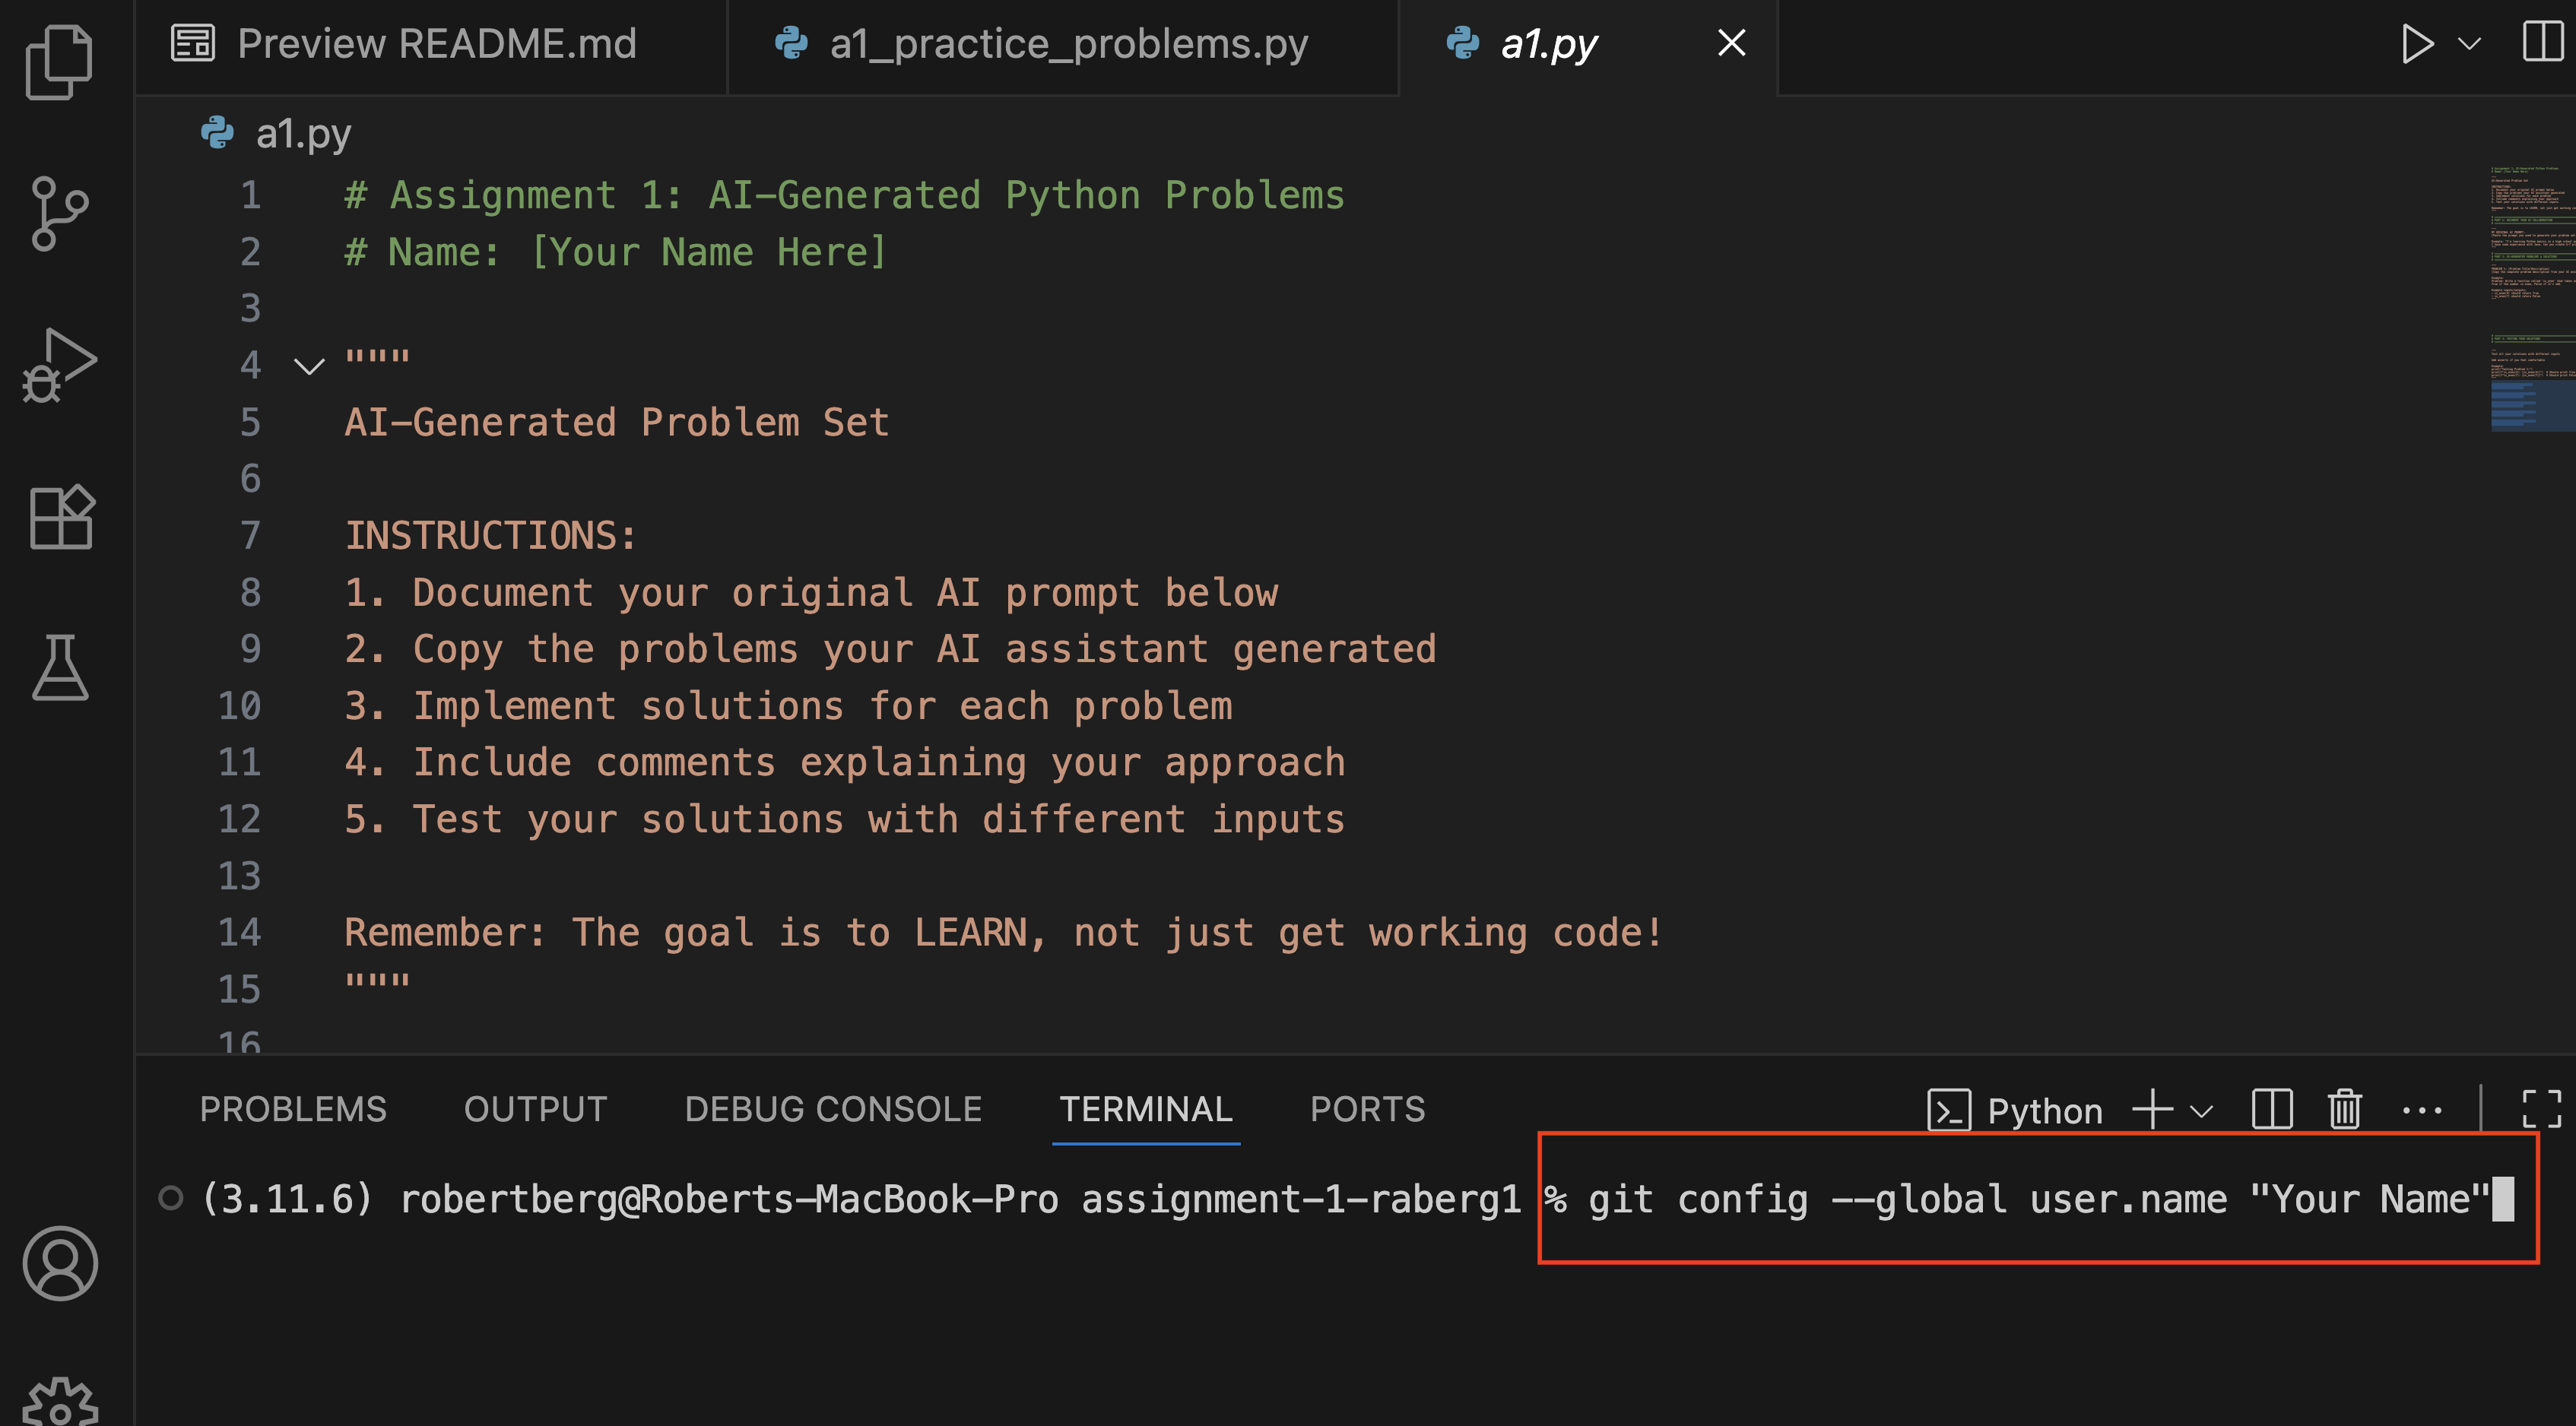 Preview README.md
a1_practice_problems.py
a1.py
a1.py
1 # Assignment 1: AI-Generated Python Problems
2 # Name: [Your Name Here]
3
4 """
5 AI-Generated Problem Set
6
7 INSTRUCTIONS:
8 1. Document your original AI prompt below
9 2. Copy the problems your AI assistant generated
10 3. Implement solutions for each problem
11 4. Include comments explaining your approach
12 5. Test your solutions with different inputs
13
14 Remember: The goal is to LEARN, not just get working code!
15 """
16
PROBLEMS OUTPUT DEBUG CONSOLE TERMINAL PORTS
Python
(3.11.6) robertberg@Roberts-MacBook-Pro assignment-1-raberg1 % git config --global user.name "Your Name"